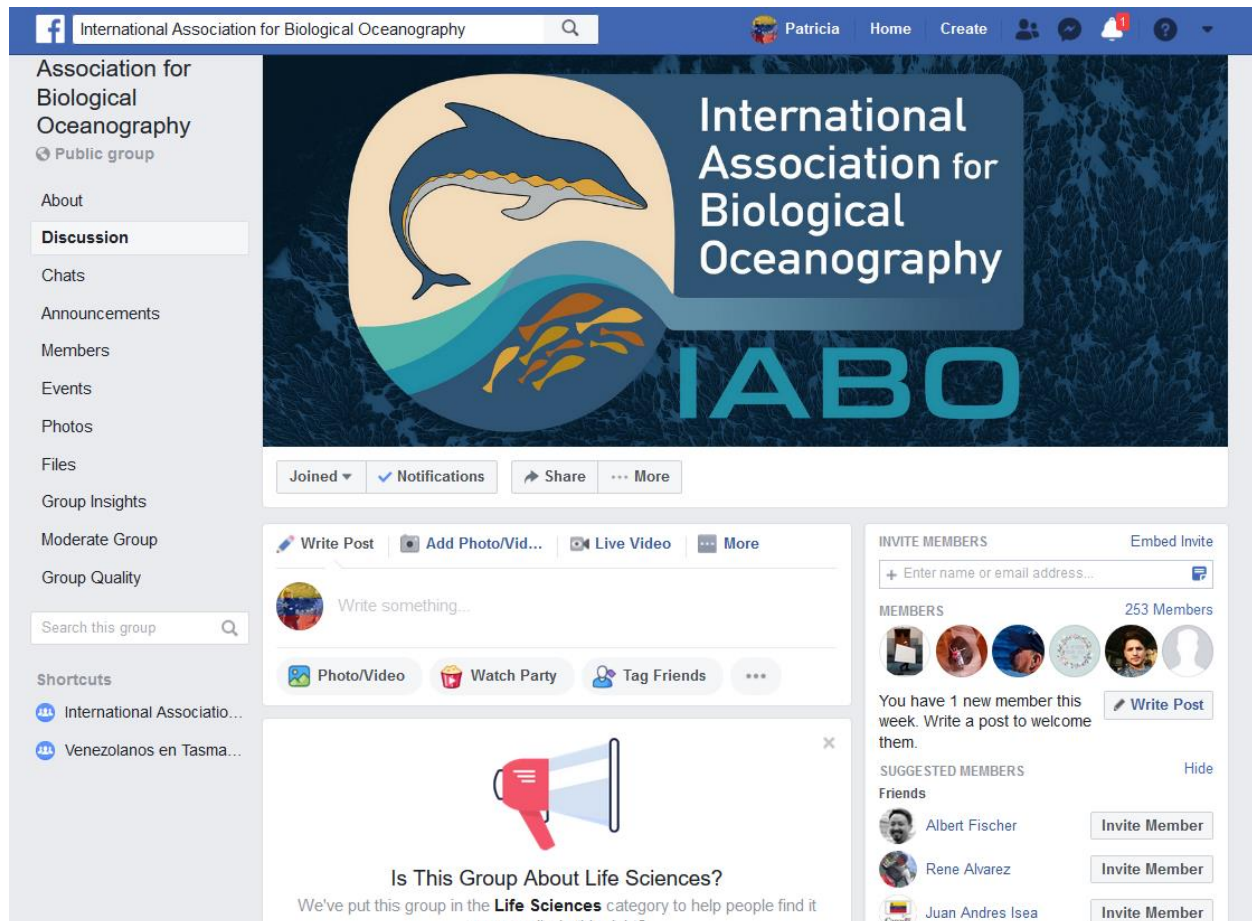 International Association for Biological Oceanography
Patricia
Home
Create
1
Association for
Biological
Oceanography
Public group
About
Discussion
Chats
Announcements
Members
Events
Photos
Files
Group Insights
Moderate Group
Group Quality
Search this group
Shortcuts
International Associatio...
Venezolanos en Tasma...
International
Association for
Biological
Oceanography
IABO
Joined
Notifications
Share
More
Write Post
Add Photo/Vid...
Live Video
More
Write something...
Photo/Video
Watch Party
Tag Friends
Is This Group About Life Sciences?
We've put this group in the Life Sciences category to help people find it
INVITE MEMBERS
Embed Invite
+ Enter name or email address...
MEMBERS
253 Members
You have 1 new member this
week. Write a post to welcome
them.
Write Post
SUGGESTED MEMBERS
Hide
Friends
Albert Fischer
Invite Member
Rene Alvarez
Invite Member
Juan Andres Isea
Invite Member